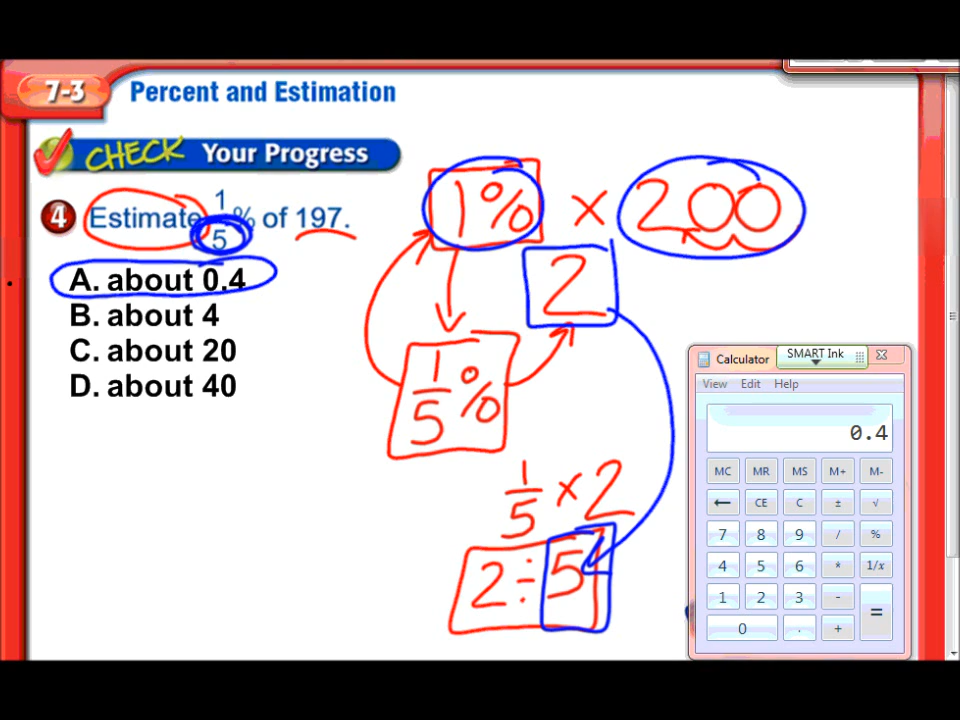 7-3 Percent and Estimation
CHECK Your Progress
4 Estimate 1/5% of 197.
A. about 0.4
B. about 4
C. about 20
D. about 40
1% × 200
2
1/5 %
1/5 × 2
2 ÷ 5
Calculator SMART Ink
View Edit Help
0.4
MC MR MS M+ M-
← CE C ± √
7 8 9 / %
4 5 6 * 1/x
1 2 3 - =
0 . +